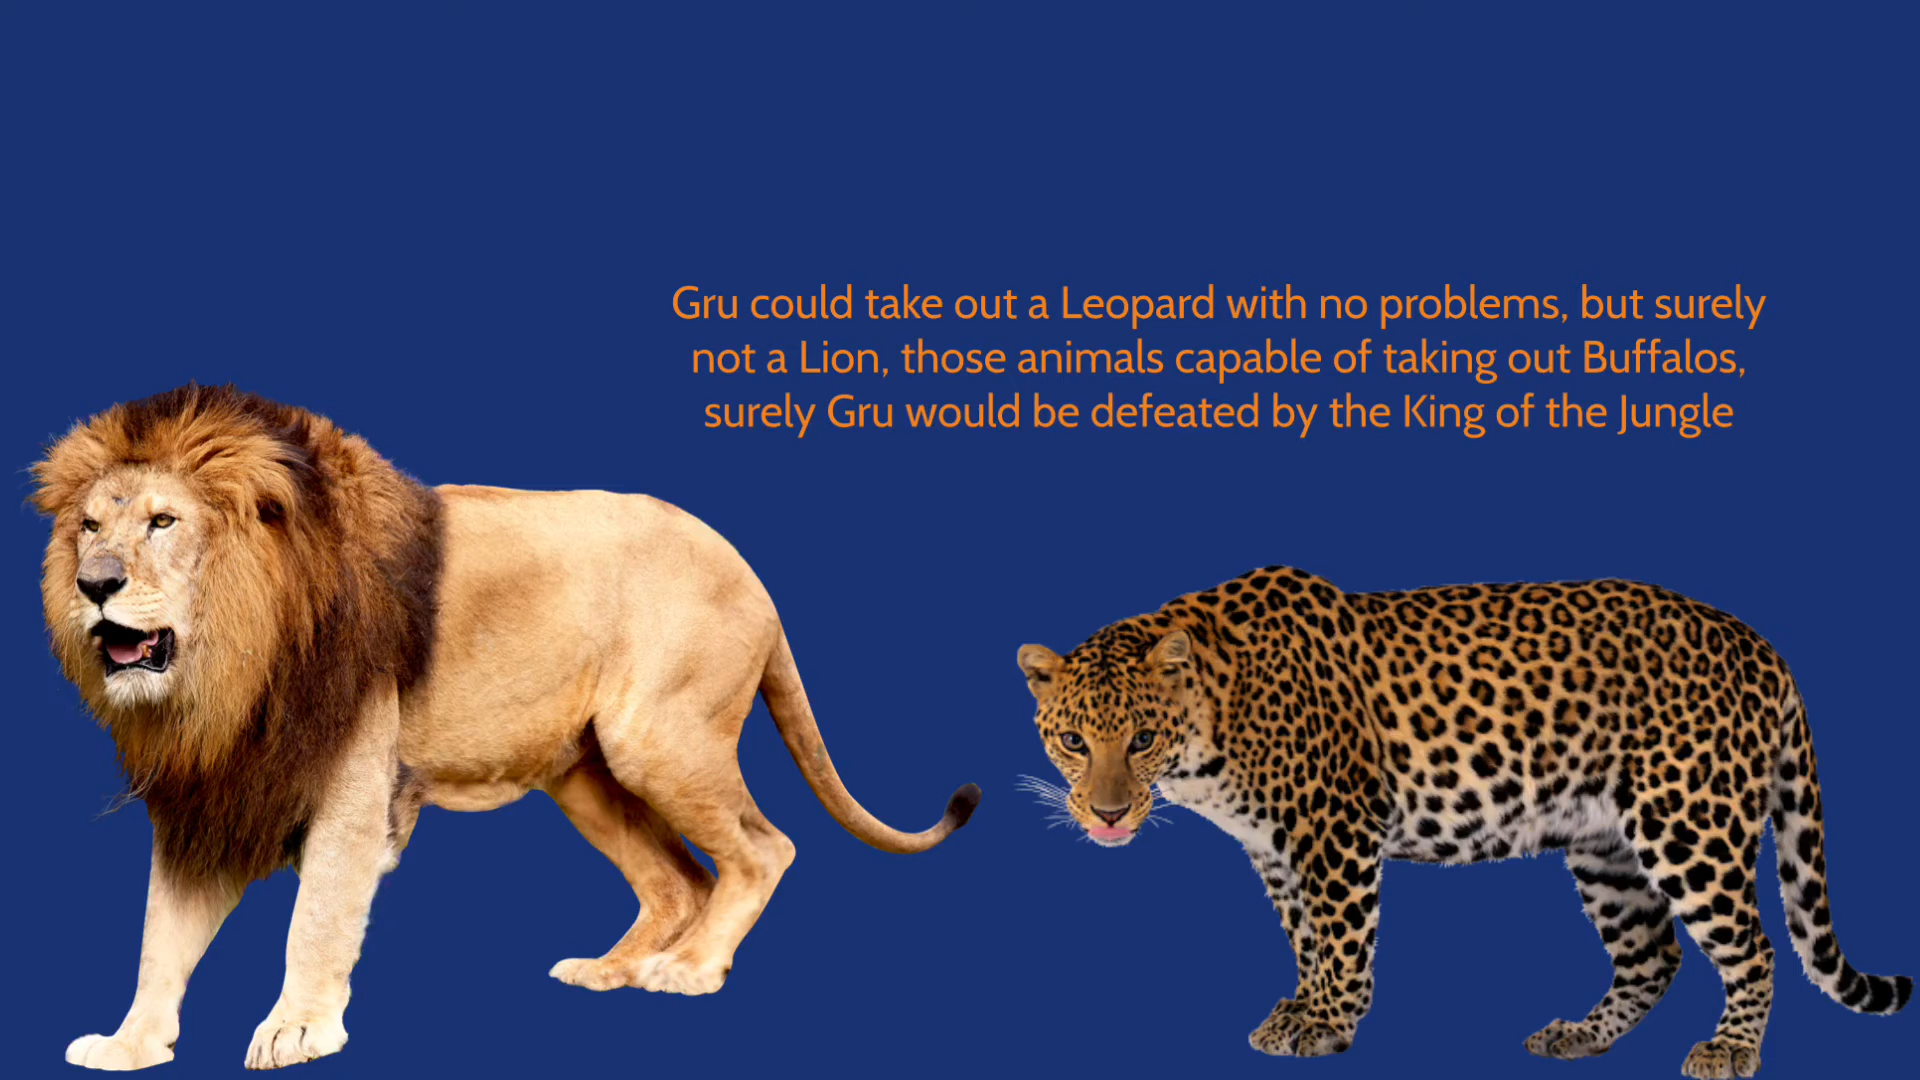 Gru could take out a Leopard with no problems, but surely
not a Lion, those animals capable of taking out Buffalos,
surely Gru would be defeated by the King of the Jungle